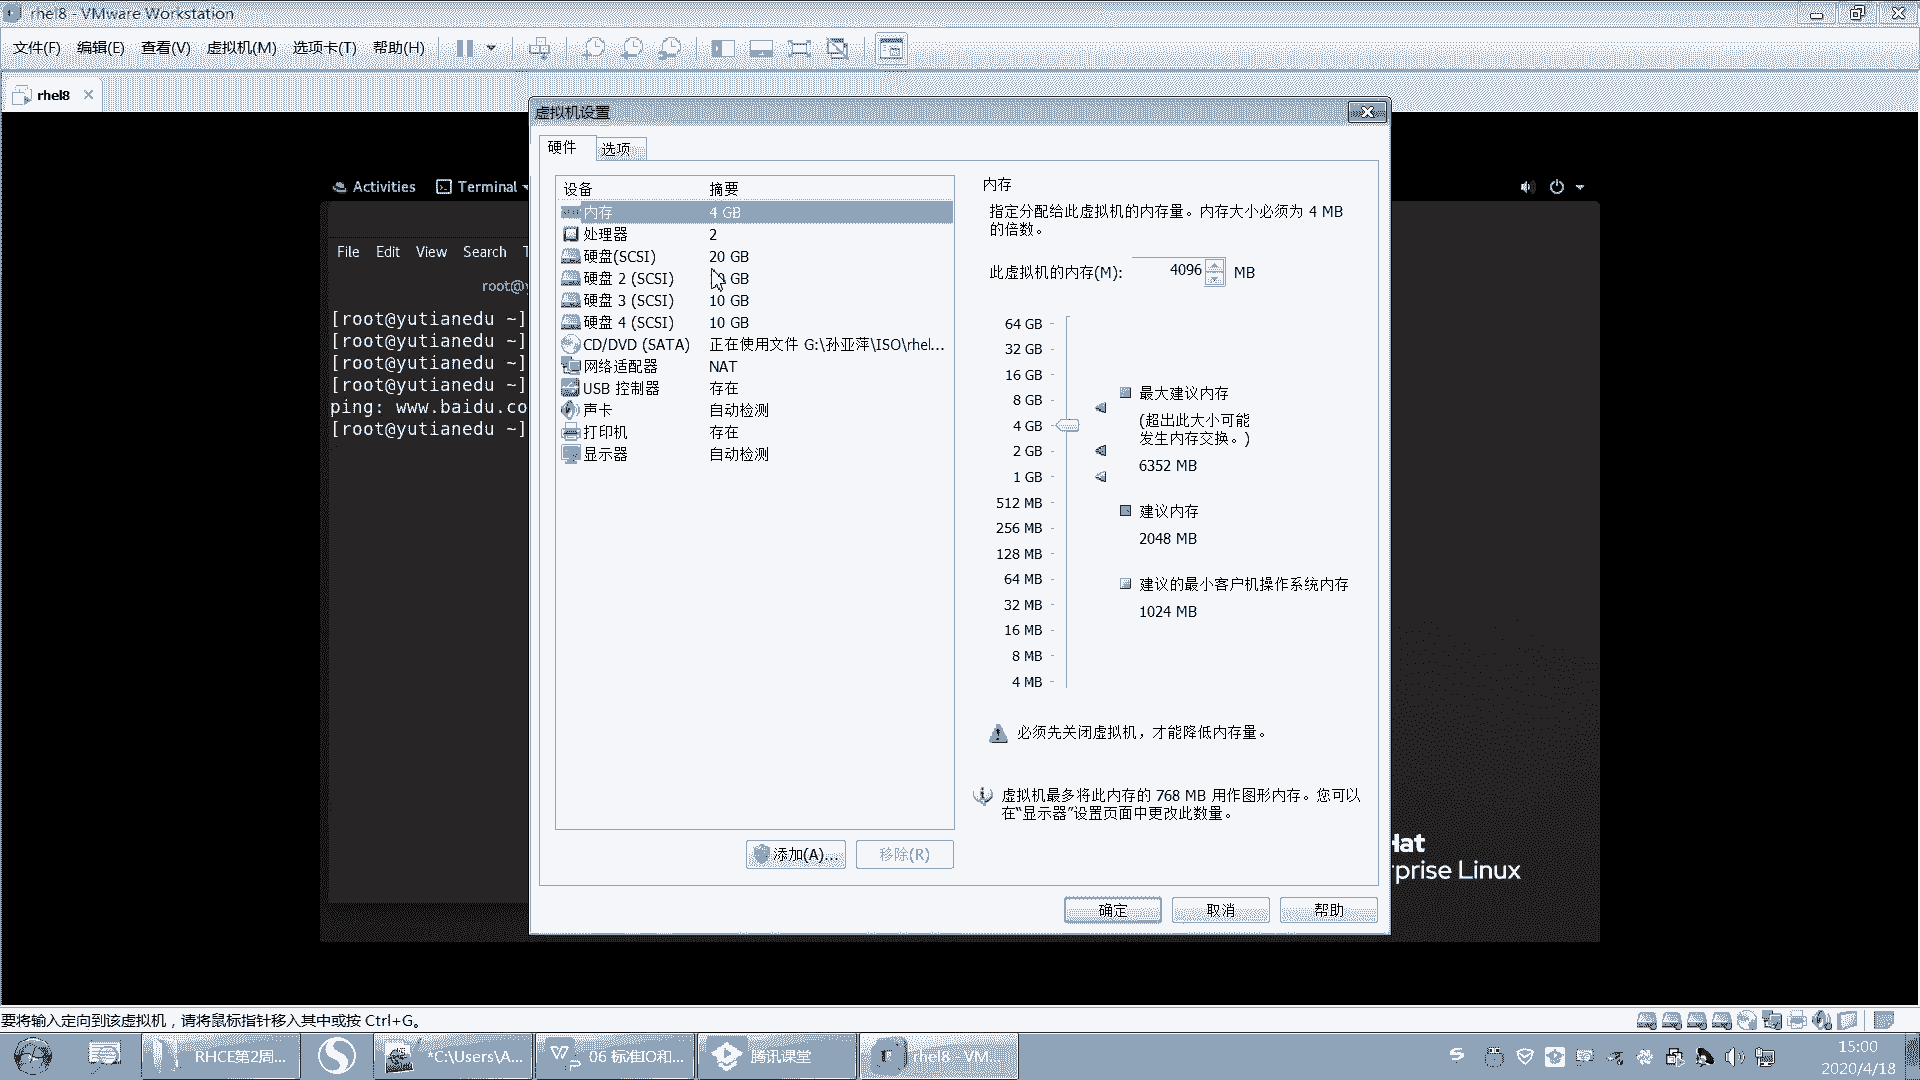 rhel8 - VMware Workstation
文件(F) 编辑(E) 查看(V) 虚拟机(M) 选项卡(T) 帮助(H)
rhel8
虚拟机设置
硬件 选项
Activities Terminal
File Edit View Search
root@y
[root@yutianedu ~]
[root@yutianedu ~]
[root@yutianedu ~]
[root@yutianedu ~]
ping: www.baidu.co
[root@yutianedu ~]
设备 摘要
内存 4 GB
处理器 2
硬盘(SCSI) 20 GB
硬盘 2 (SCSI) GB
硬盘 3 (SCSI) 10 GB
硬盘 4 (SCSI) 10 GB
CD/DVD (SATA) 正在使用文件 G:\孙亚萍\ISO\rhel...
网络适配器 NAT
USB 控制器 存在
声卡 自动检测
打印机 存在
显示器 自动检测
添加(A)... 移除(R)
内存
指定分配给此虚拟机的内存量。内存大小必须为 4 MB
的倍数。
此虚拟机的内存(M): 4096 MB
64 GB
32 GB
16 GB
8 GB
4 GB
2 GB
1 GB
512 MB
256 MB
128 MB
64 MB
32 MB
16 MB
8 MB
4 MB
最大建议内存
(超出此大小可能
发生内存交换。)
6352 MB
建议内存
2048 MB
建议的最小客户机操作系统内存
1024 MB
必须先关闭虚拟机，才能降低内存量。
虚拟机最多将此内存的 768 MB 用作图形内存。您可以
在“显示器”设置页面中更改此数量。
确定 取消 帮助
Hat
rprise Linux
要将输入定向到该虚拟机，请将鼠标指针移入其中或按 Ctrl+G。
RHCE第2周... *C:\Users\A... 06 标准IO和... 腾讯课堂 rhel8 - VM...
15:00
2020/4/18